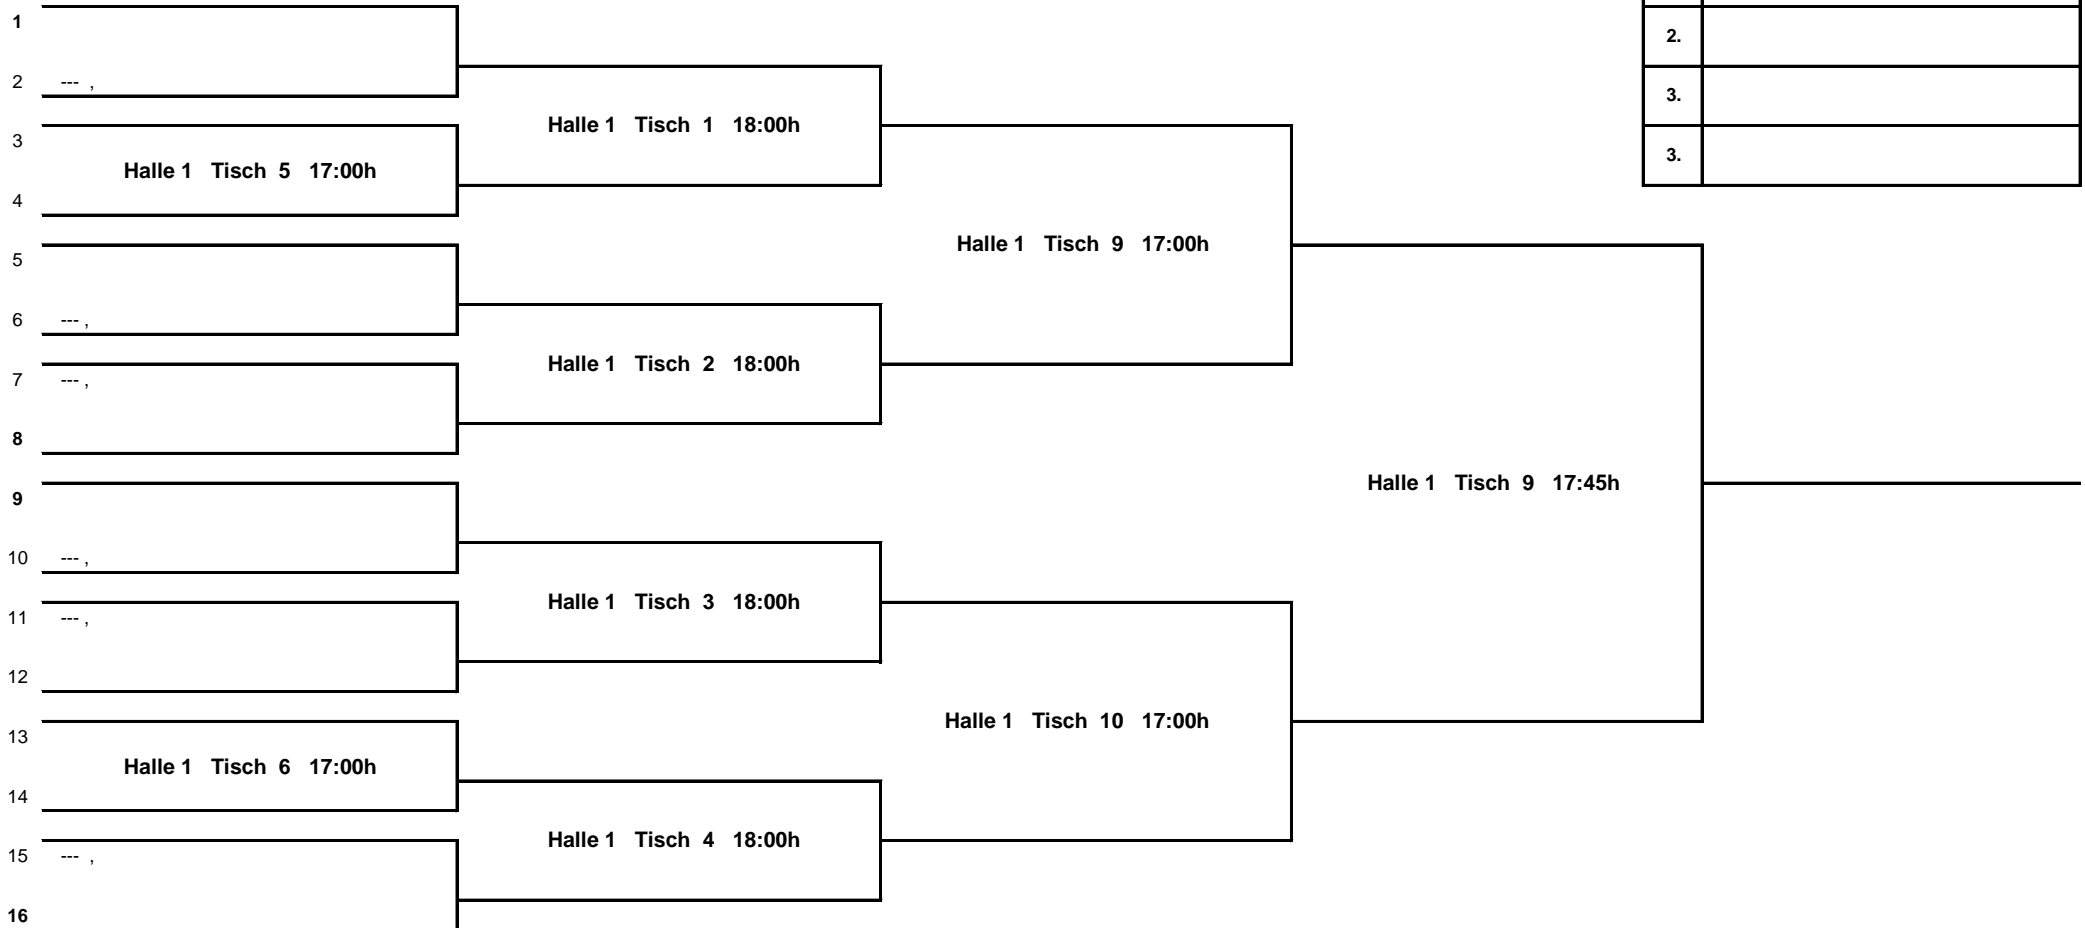 1
2 --- ,
3
Halle 1 Tisch 5 17:00h
4
5
6 --- ,
7 --- ,
8
9
10 --- ,
11 --- ,
12
13
Halle 1 Tisch 6 17:00h
14
15 --- ,
16
Halle 1 Tisch 1 18:00h
Halle 1 Tisch 2 18:00h
Halle 1 Tisch 3 18:00h
Halle 1 Tisch 4 18:00h
Halle 1 Tisch 9 17:00h
Halle 1 Tisch 10 17:00h
Halle 1 Tisch 9 17:45h
2.
3.
3.